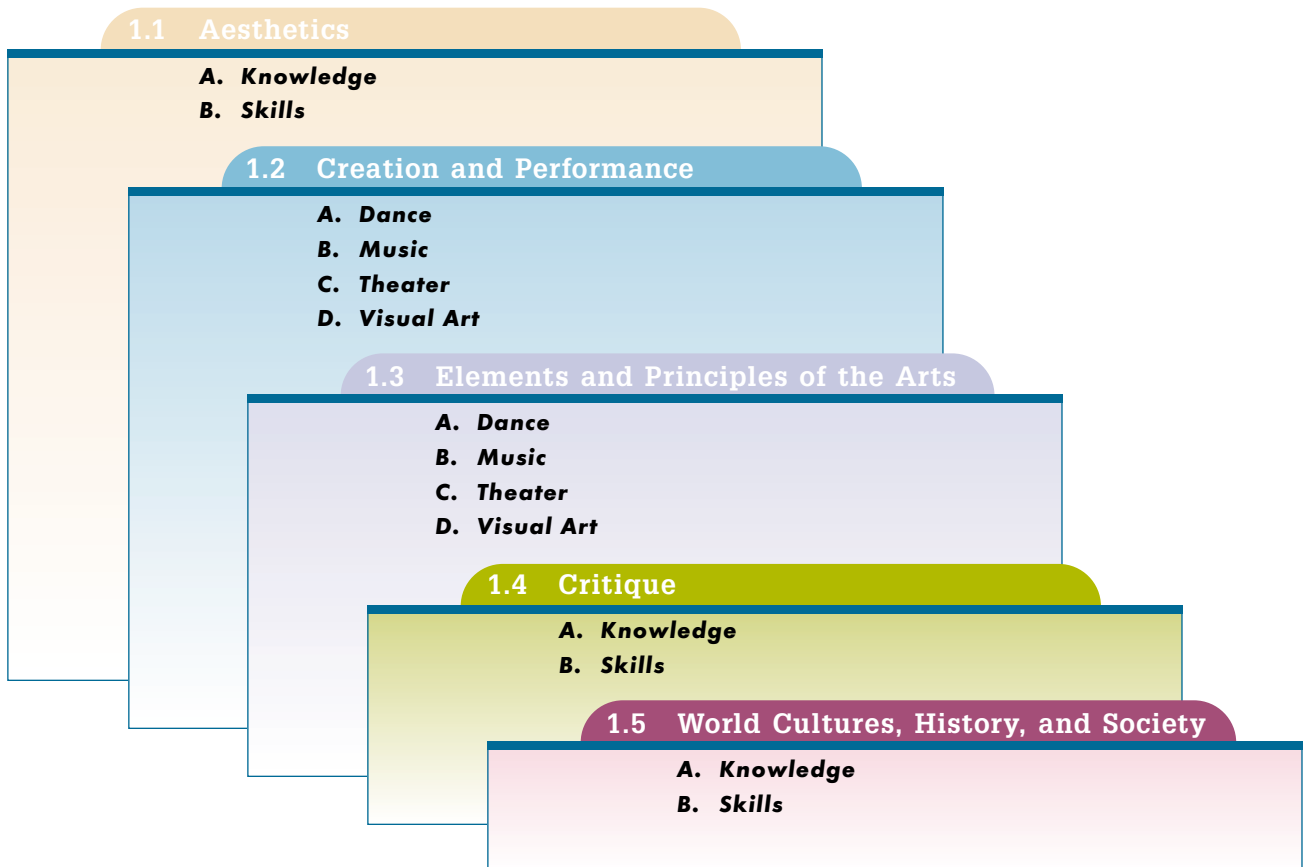 1.1 Aesthetics
A. Knowledge
B. Skills
1.2 Creation and Performance
A. Dance
B. Music
C. Theater
D. Visual Art
1.3 Elements and Principles of the Arts
A. Dance
B. Music
C. Theater
D. Visual Art
1.4 Critique
A. Knowledge
B. Skills
1.5 World Cultures, History, and Society
A. Knowledge
B. Skills